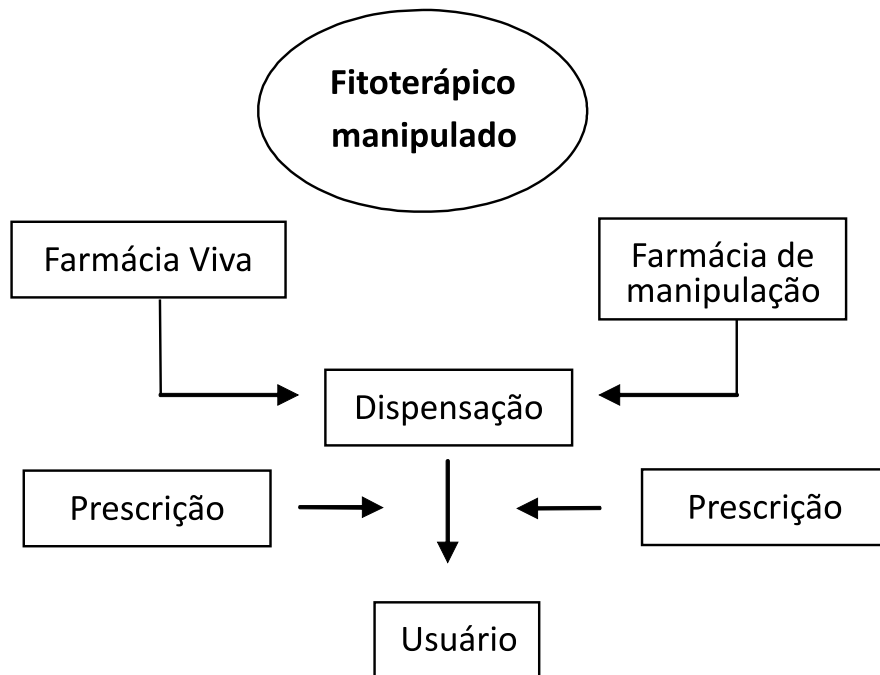 Fitoterápico
manipulado
Farmácia Viva
Farmácia de
manipulação
Dispensação
Prescrição
Prescrição
Usuário